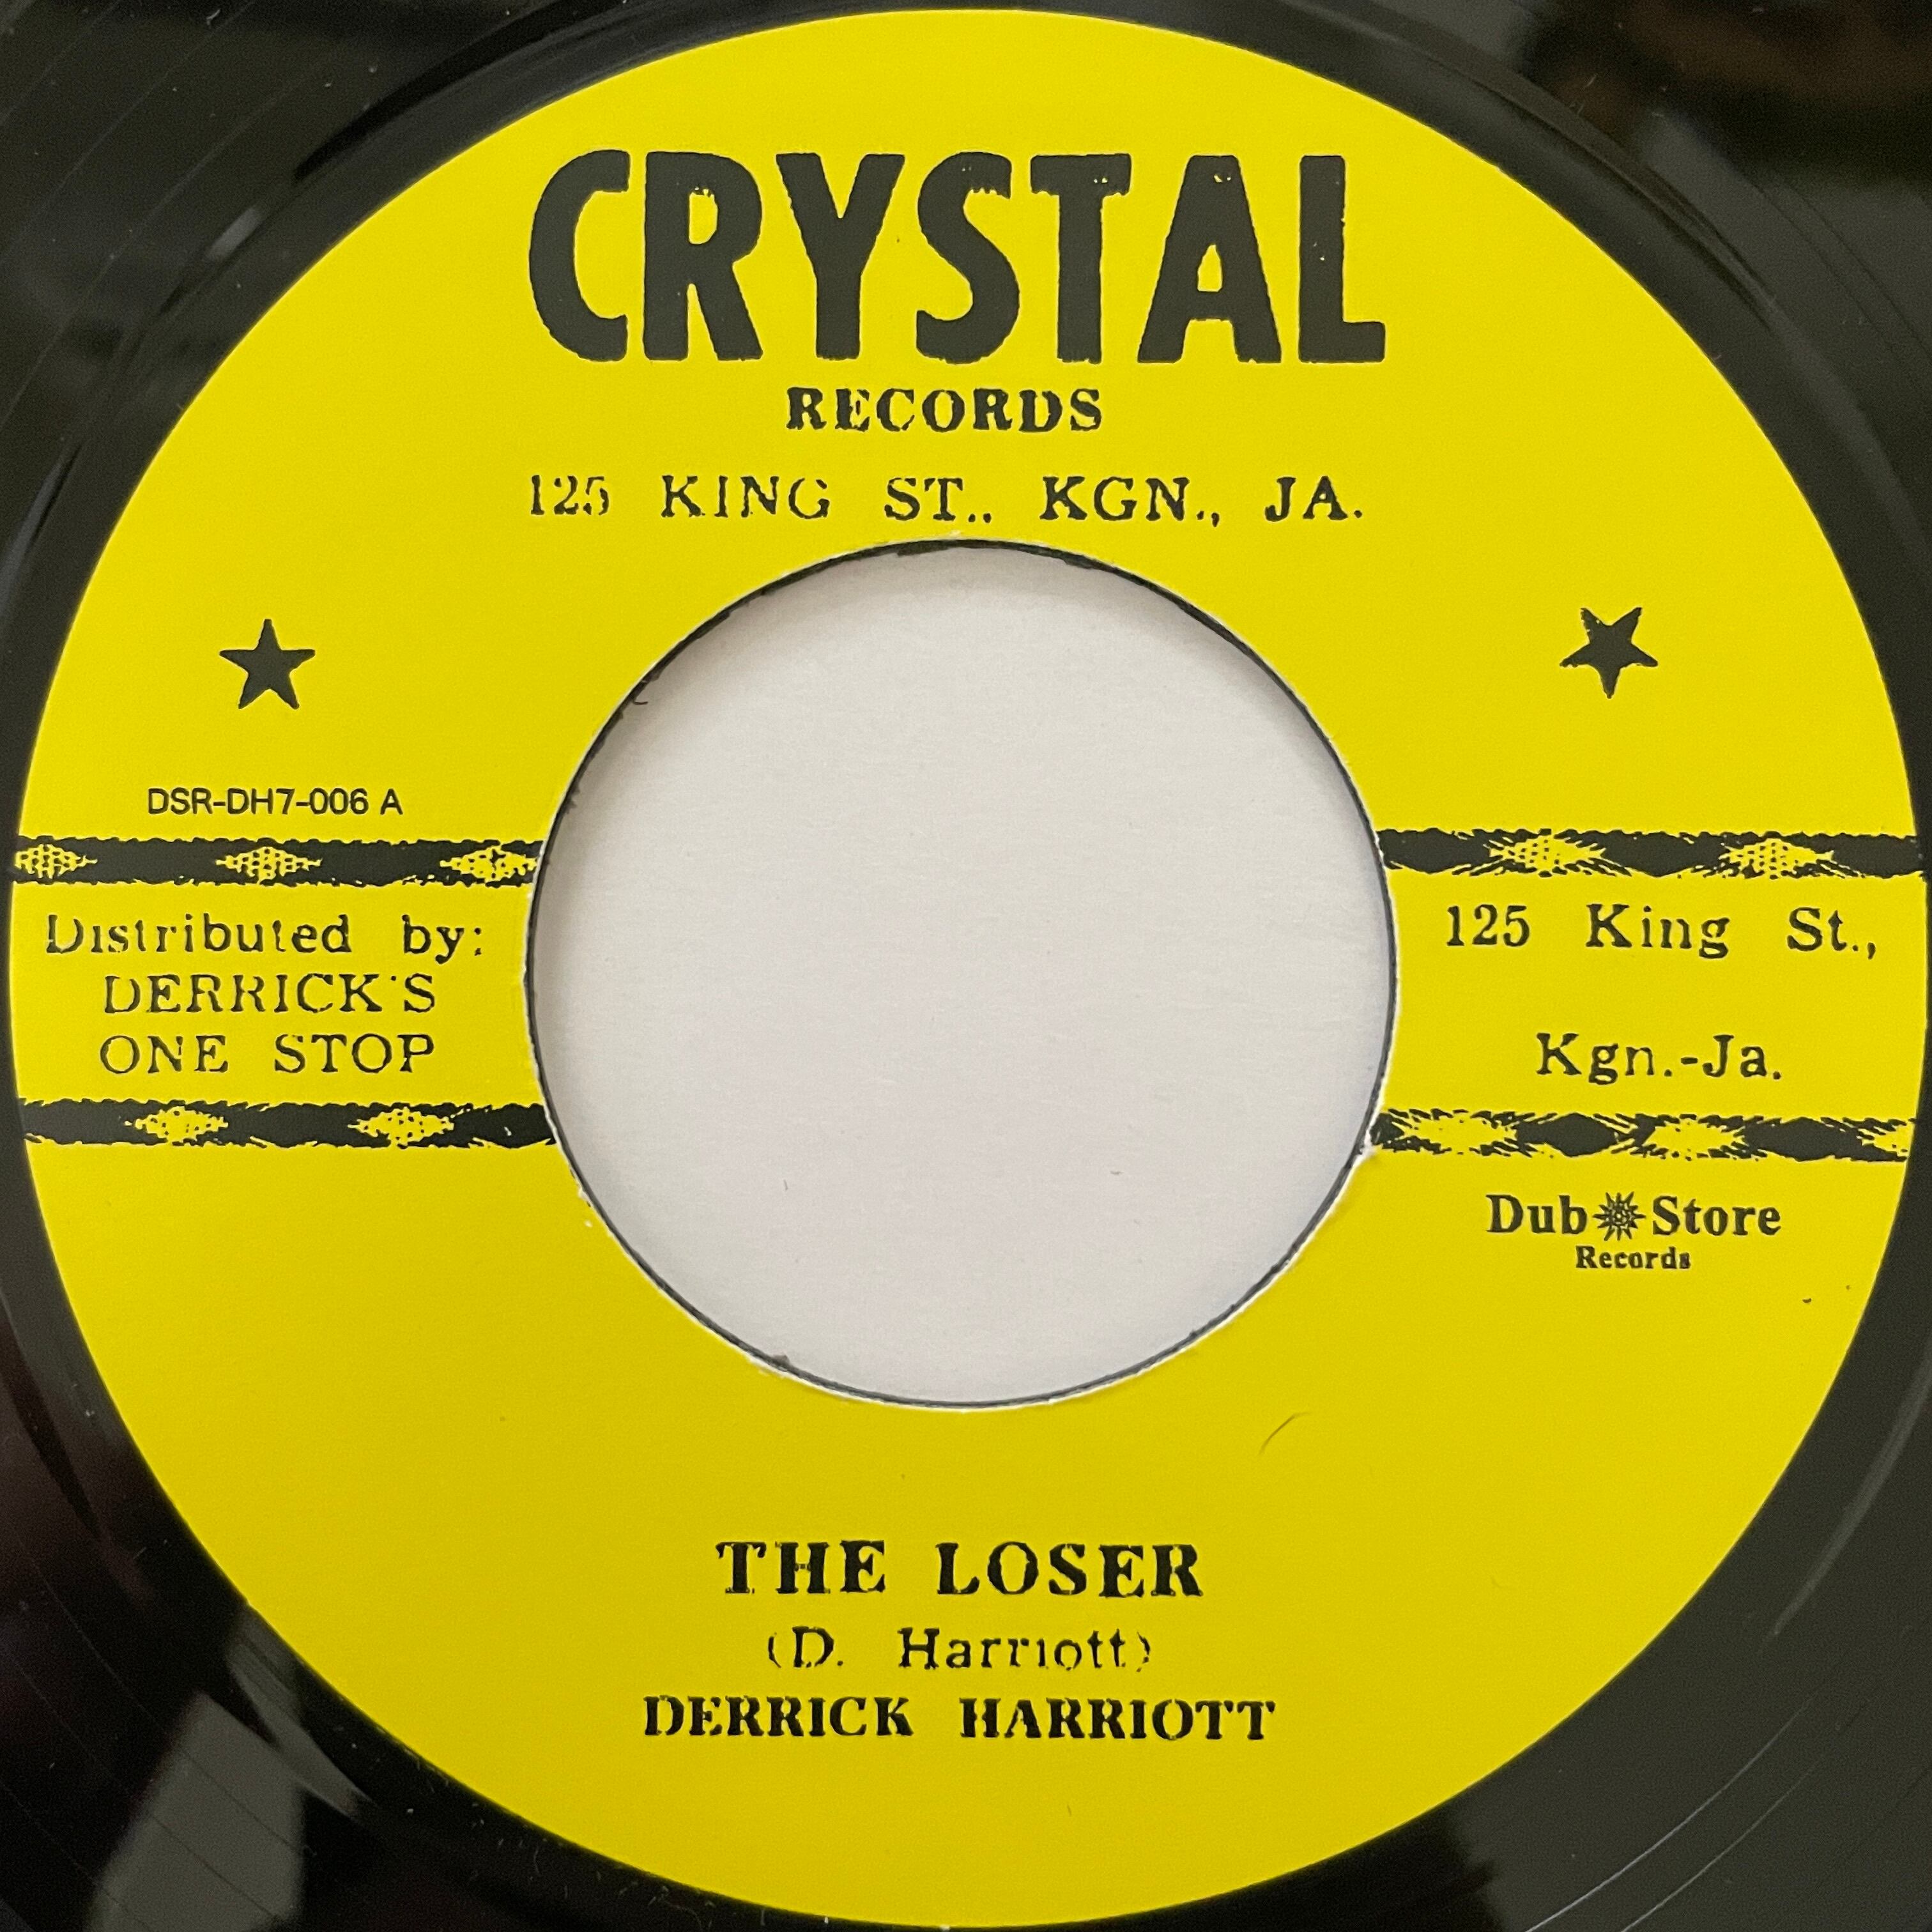 CRYSTAL
RECORDS
125 KING ST., KGN., JA.
DSR-DH7-006 A
Distributed by:
DERRICK'S
ONE STOP
125 King St.,
Kgn.-Ja.
Dub Store
Records
THE LOSER
(D. Harriott)
DERRICK HARRIOTT